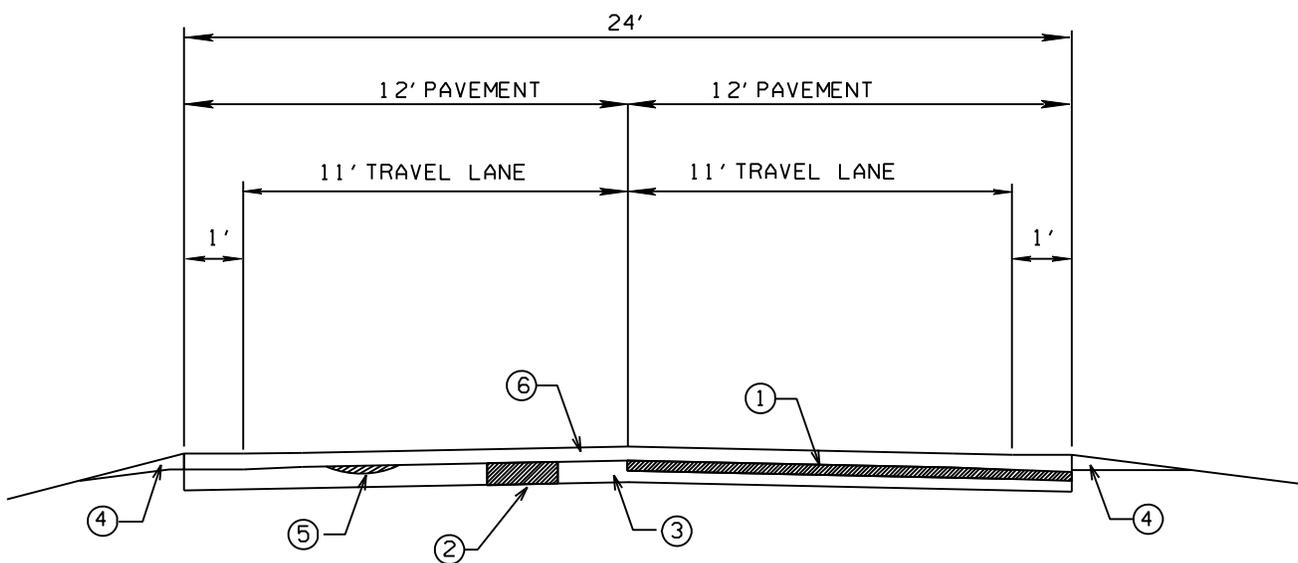 24'
12' PAVEMENT 12' PAVEMENT
11' TRAVEL LANE 11' TRAVEL LANE
1' 1'
6 1
4 5 2 3 4